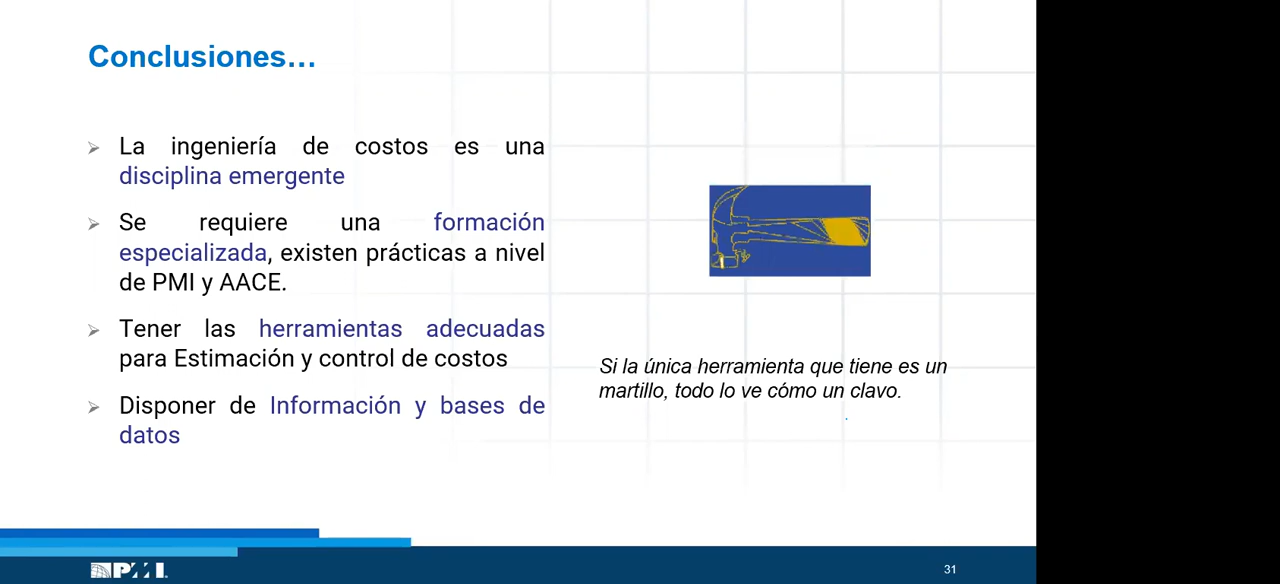 Conclusiones...
La ingeniería de costos es una
disciplina emergente
Se requiere una formación
especializada, existen prácticas a nivel
de PMI y AACE.
Tener las herramientas adecuadas
para Estimación y control de costos
Disponer de Información y bases de
datos
Si la única herramienta que tiene es un
martillo, todo lo ve cómo un clavo.
PMI
31